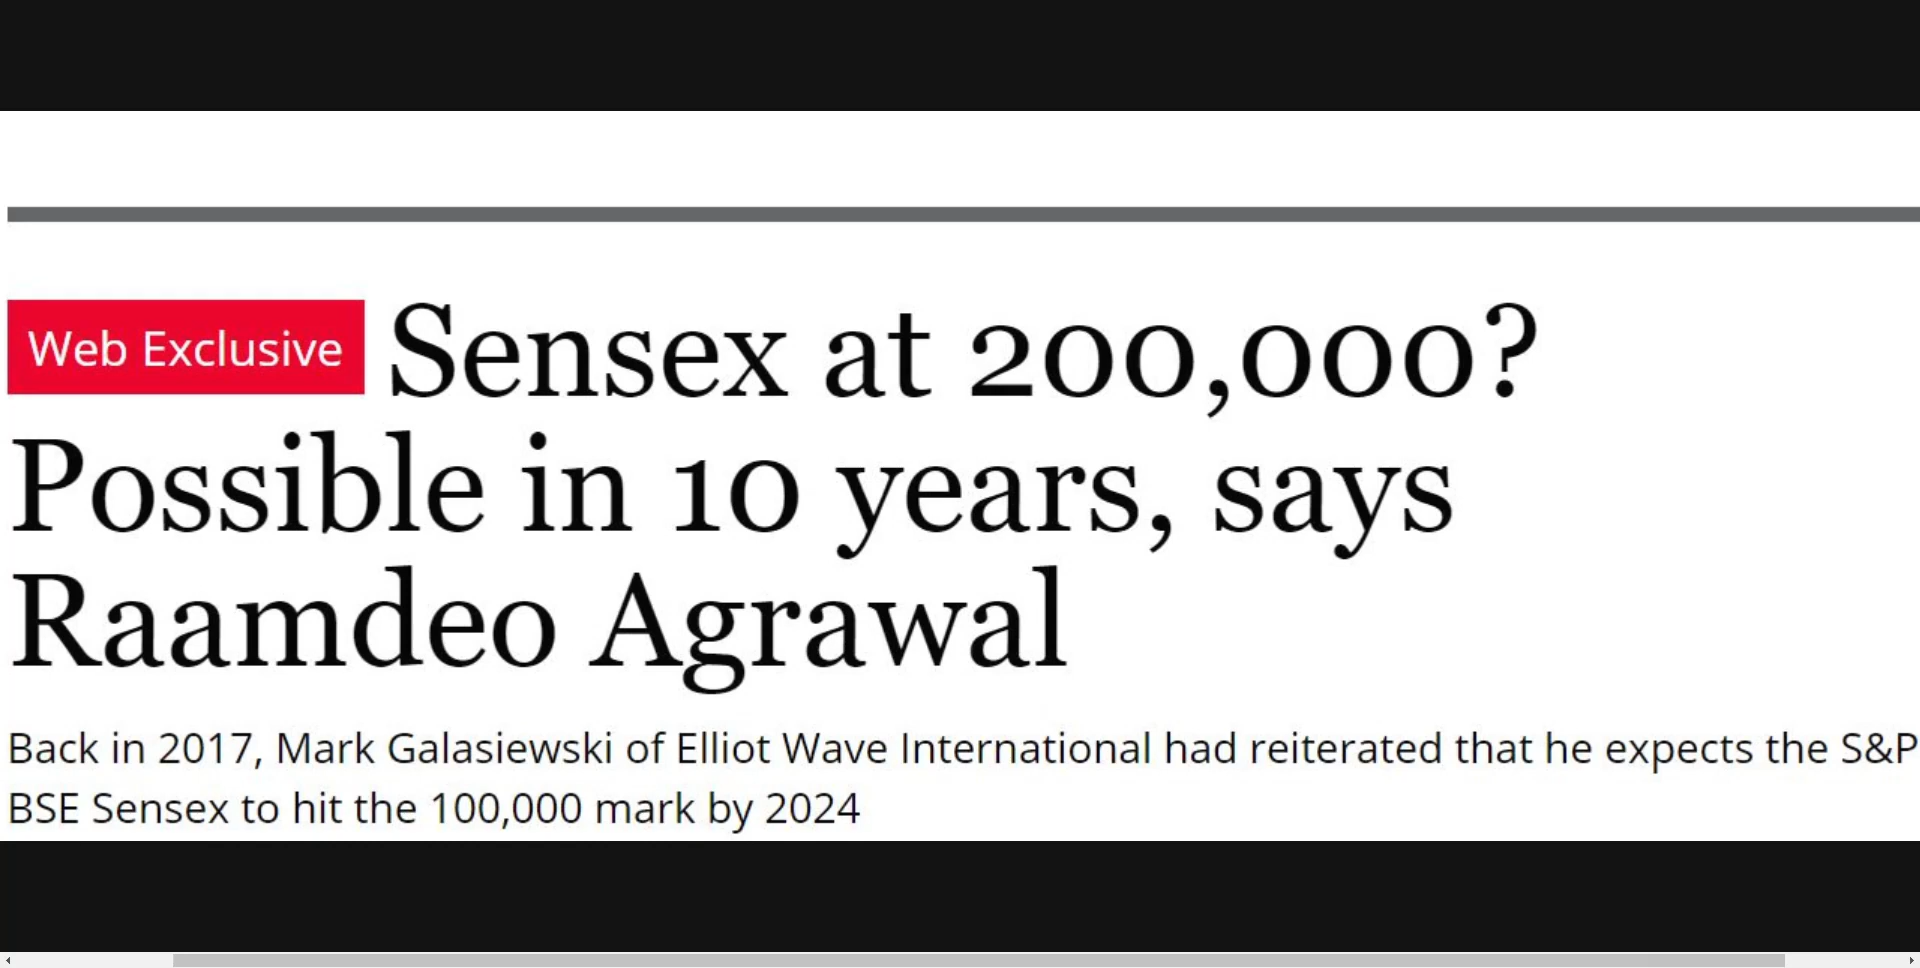 Web Exclusive Sensex at 200,000?
Possible in 10 years, says
Raamdeo Agrawal
Back in 2017, Mark Galasiewski of Elliot Wave International had reiterated that he expects the S&P
BSE Sensex to hit the 100,000 mark by 2024